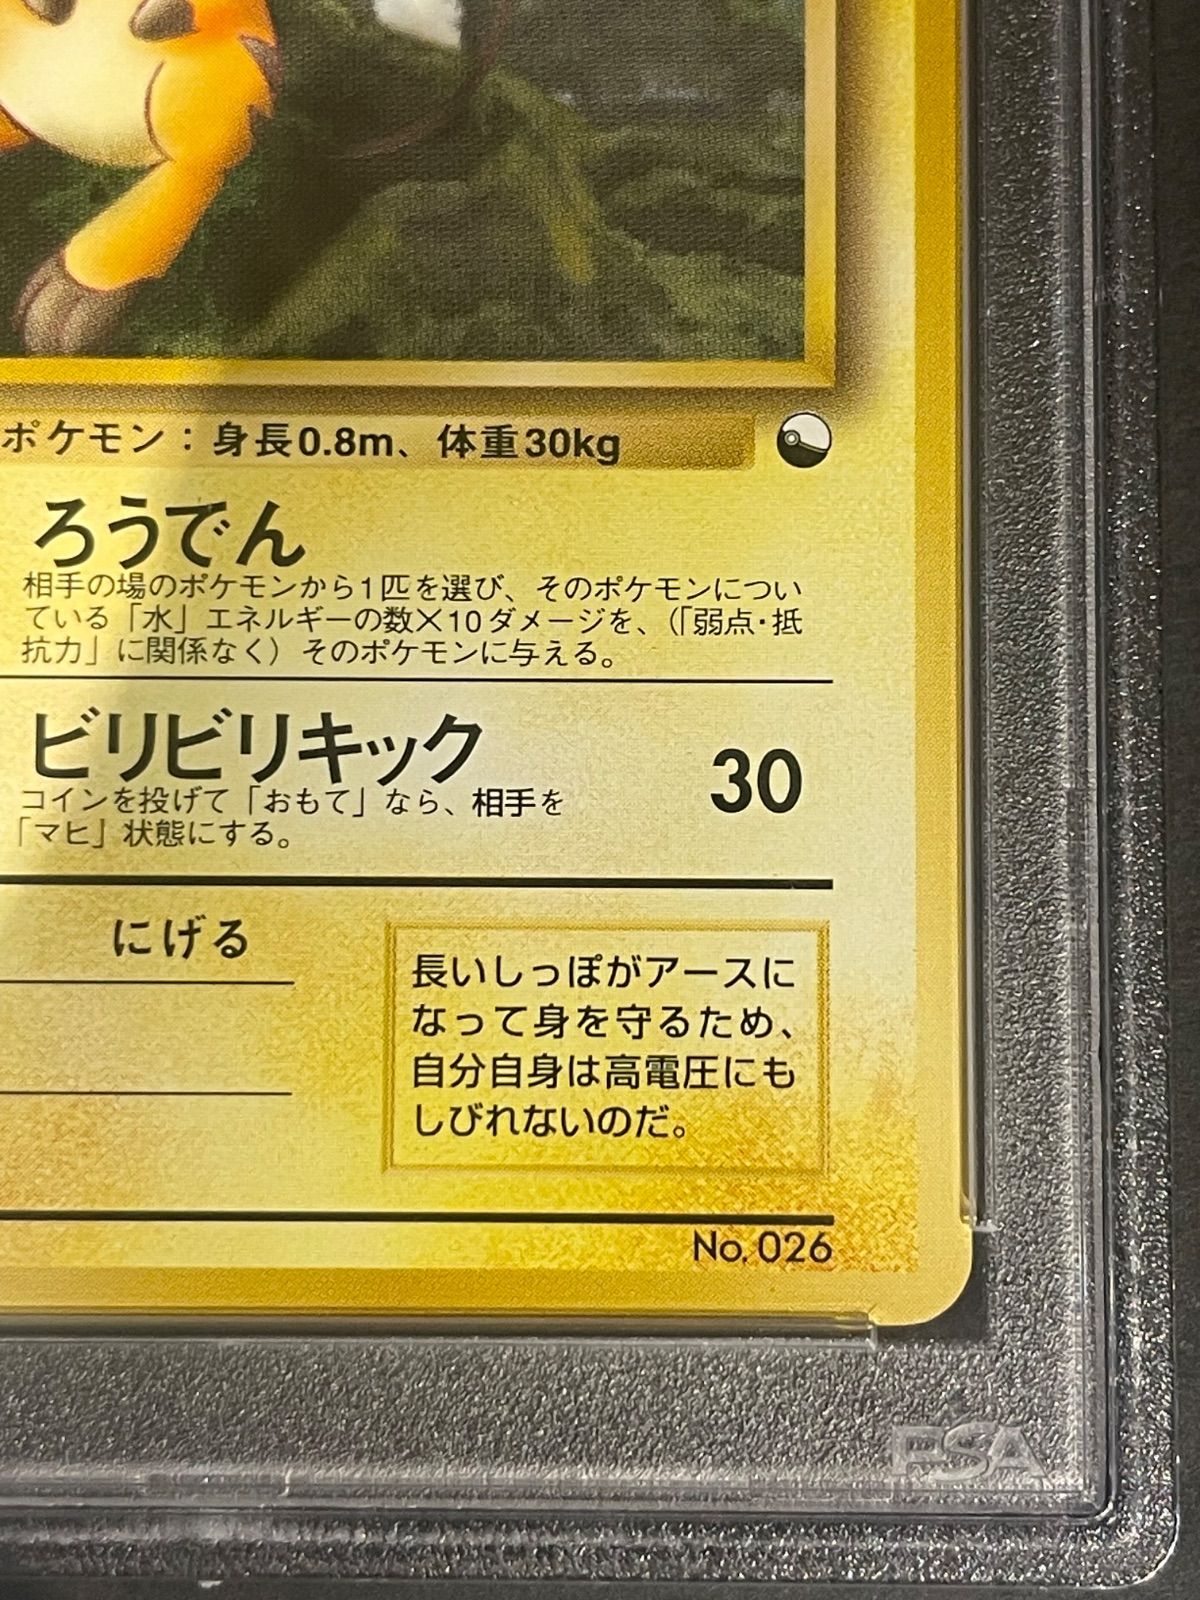 ポケモン：身長0.8m、体重30kg
ろうでん
相手の場のポケモンから1匹を選び、そのポケモンについ
ている「水」エネルギーの数×10ダメージを、（「弱点・抵
抗力」に関係なく）そのポケモンに与える。
ビリビリキック 30
コインを投げて「おもて」なら、相手を
「マヒ」状態にする。
にげる
長いしっぽがアースに
なって身を守るため、
自分自身は高電圧にも
しびれないのだ。
No.026
PSA